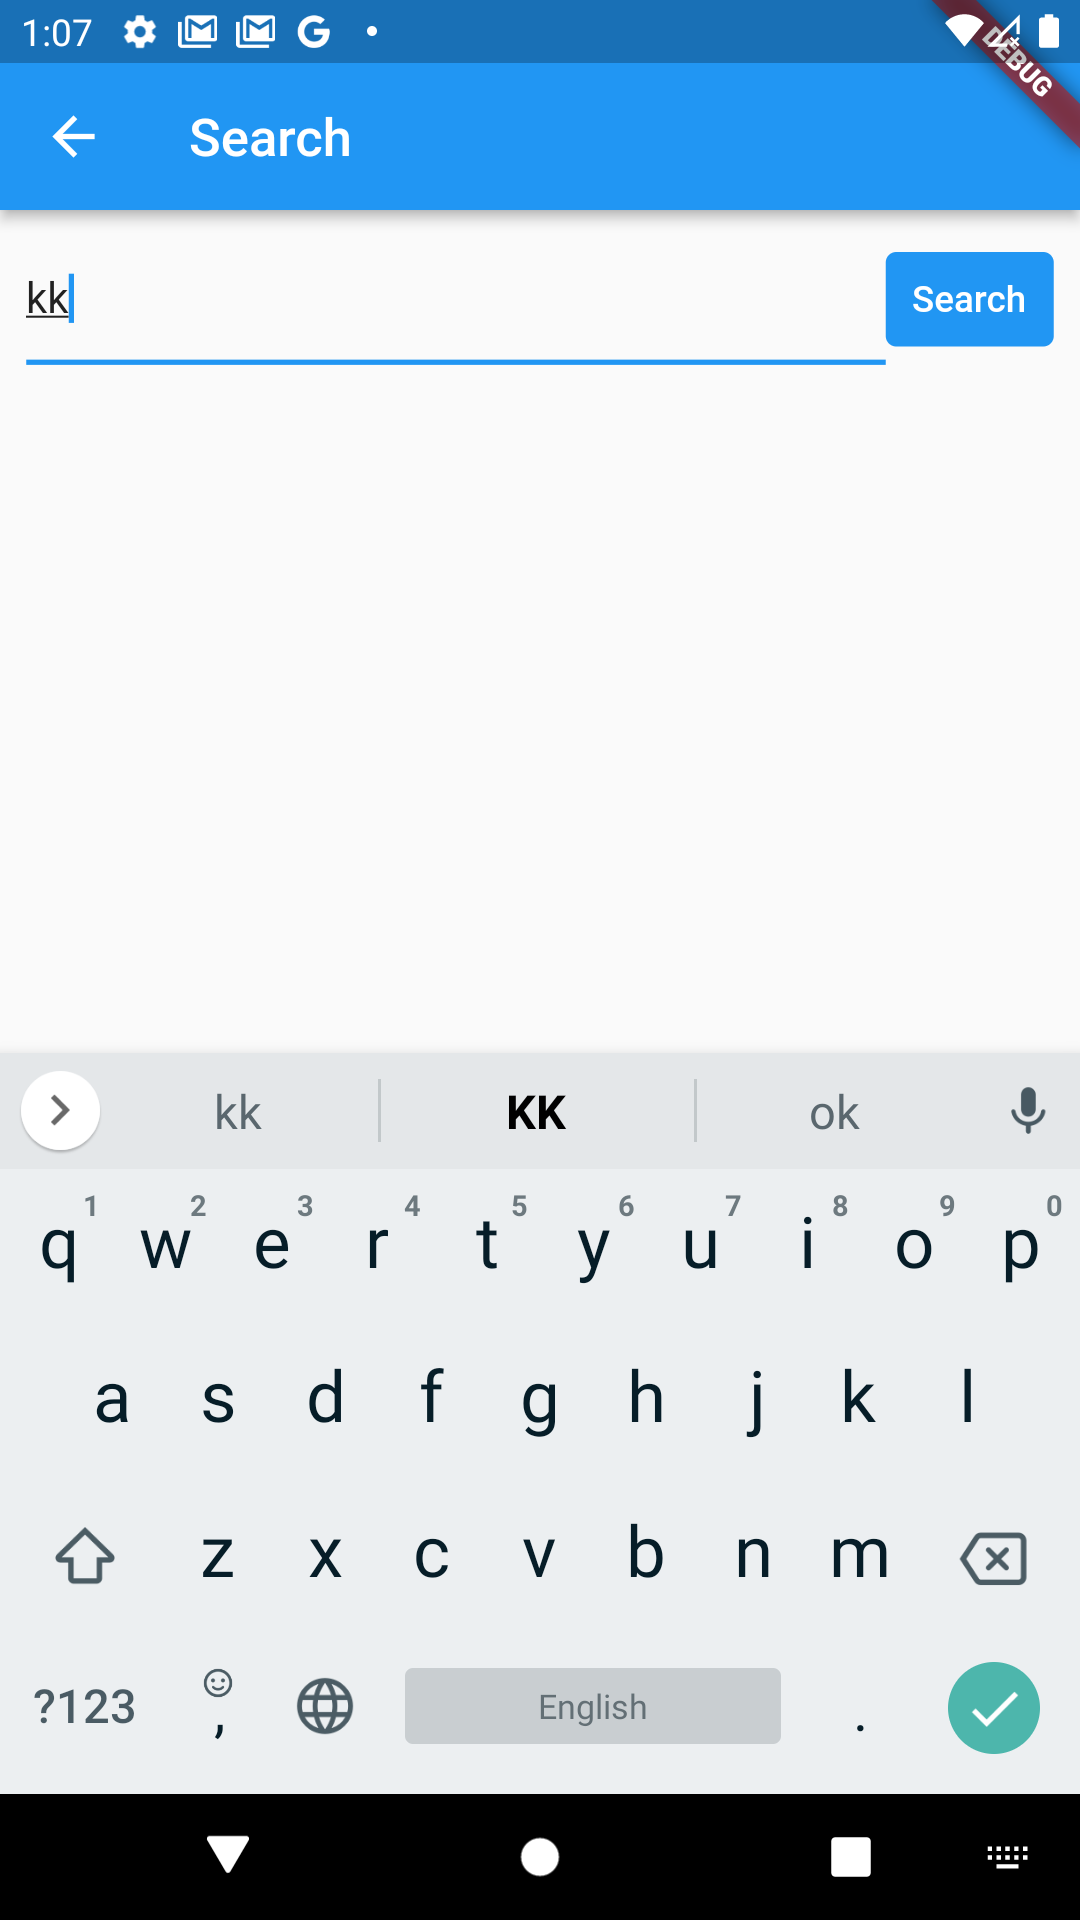 1:07
DEBUG
Search
kk
Search
kk KK ok
1 2 3 4 5 6 7 8 9 0
q w e r t y u i o p
a s d f g h j k l
z x c v b n m
?123 , English .